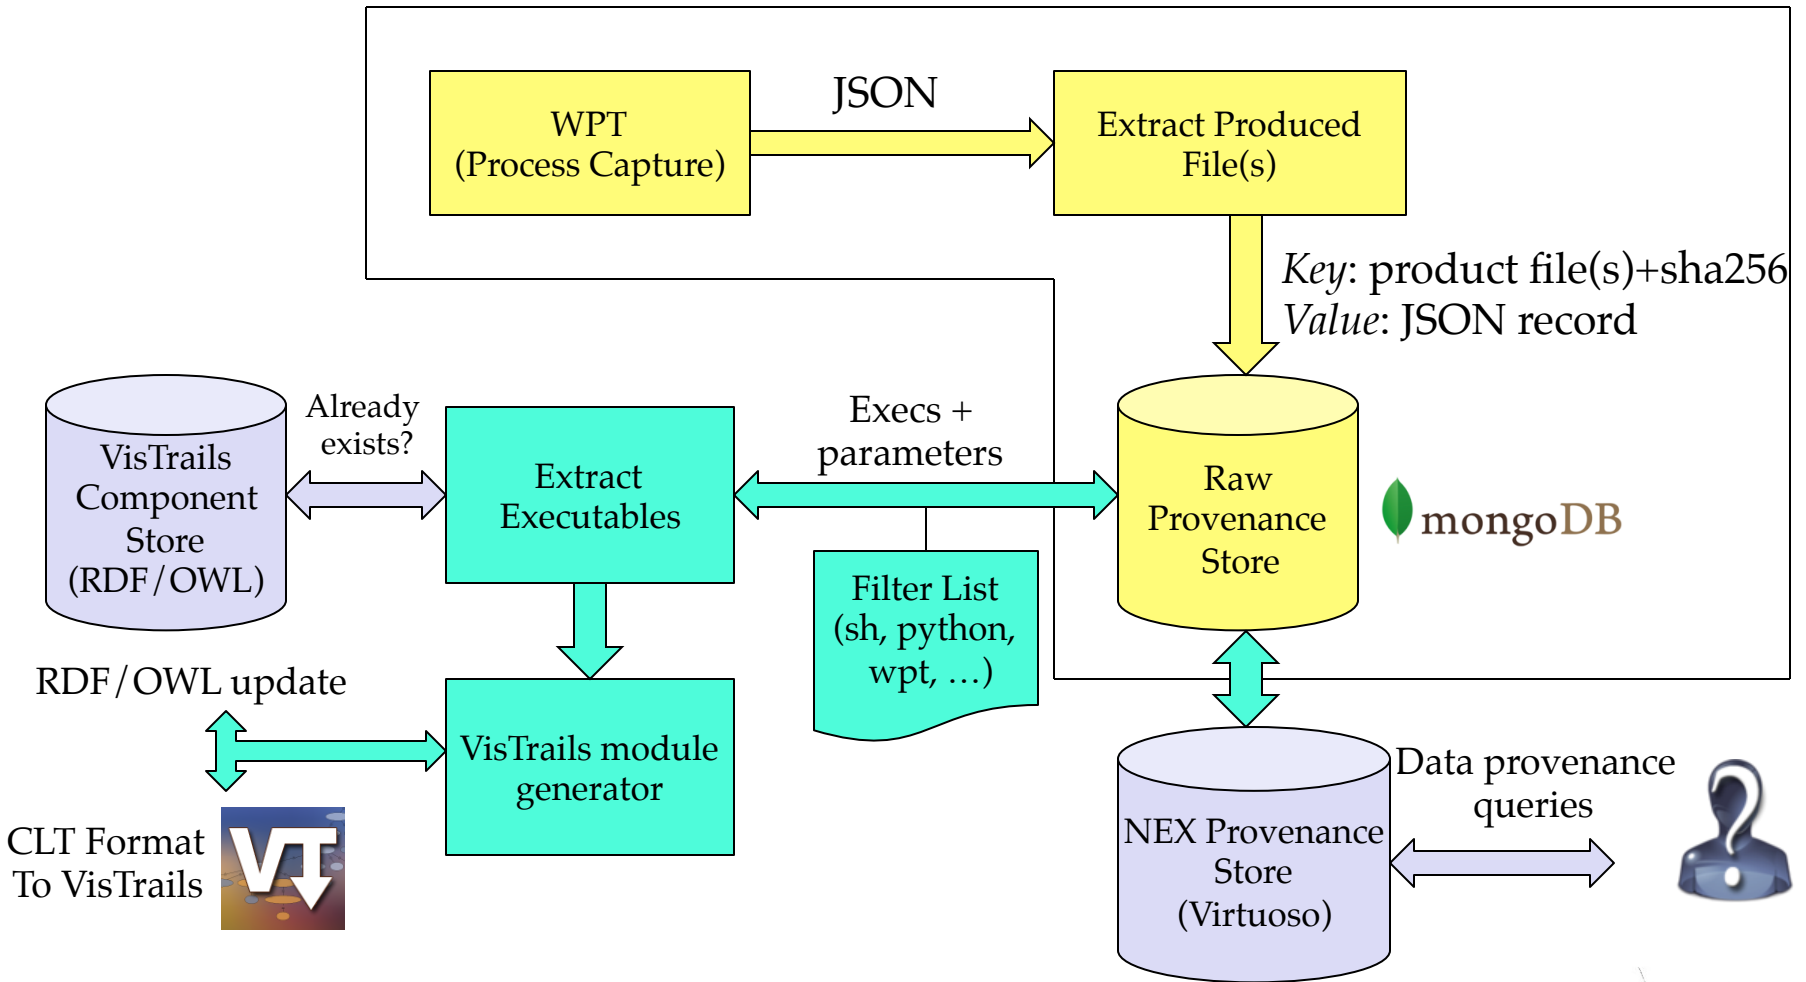 WPT
(Process Capture)
JSON
Extract Produced
File(s)
Key: product file(s)+sha256
Value: JSON record
VisTrails
Component
Store
(RDF/OWL)
Already
exists?
Extract
Executables
Execs +
parameters
Raw
Provenance
Store
mongoDB
Filter List
(sh, python,
wpt, …)
RDF/OWL update
VisTrails module
generator
CLT Format
To VisTrails
VT
NEX Provenance
Store
(Virtuoso)
Data provenance
queries
?